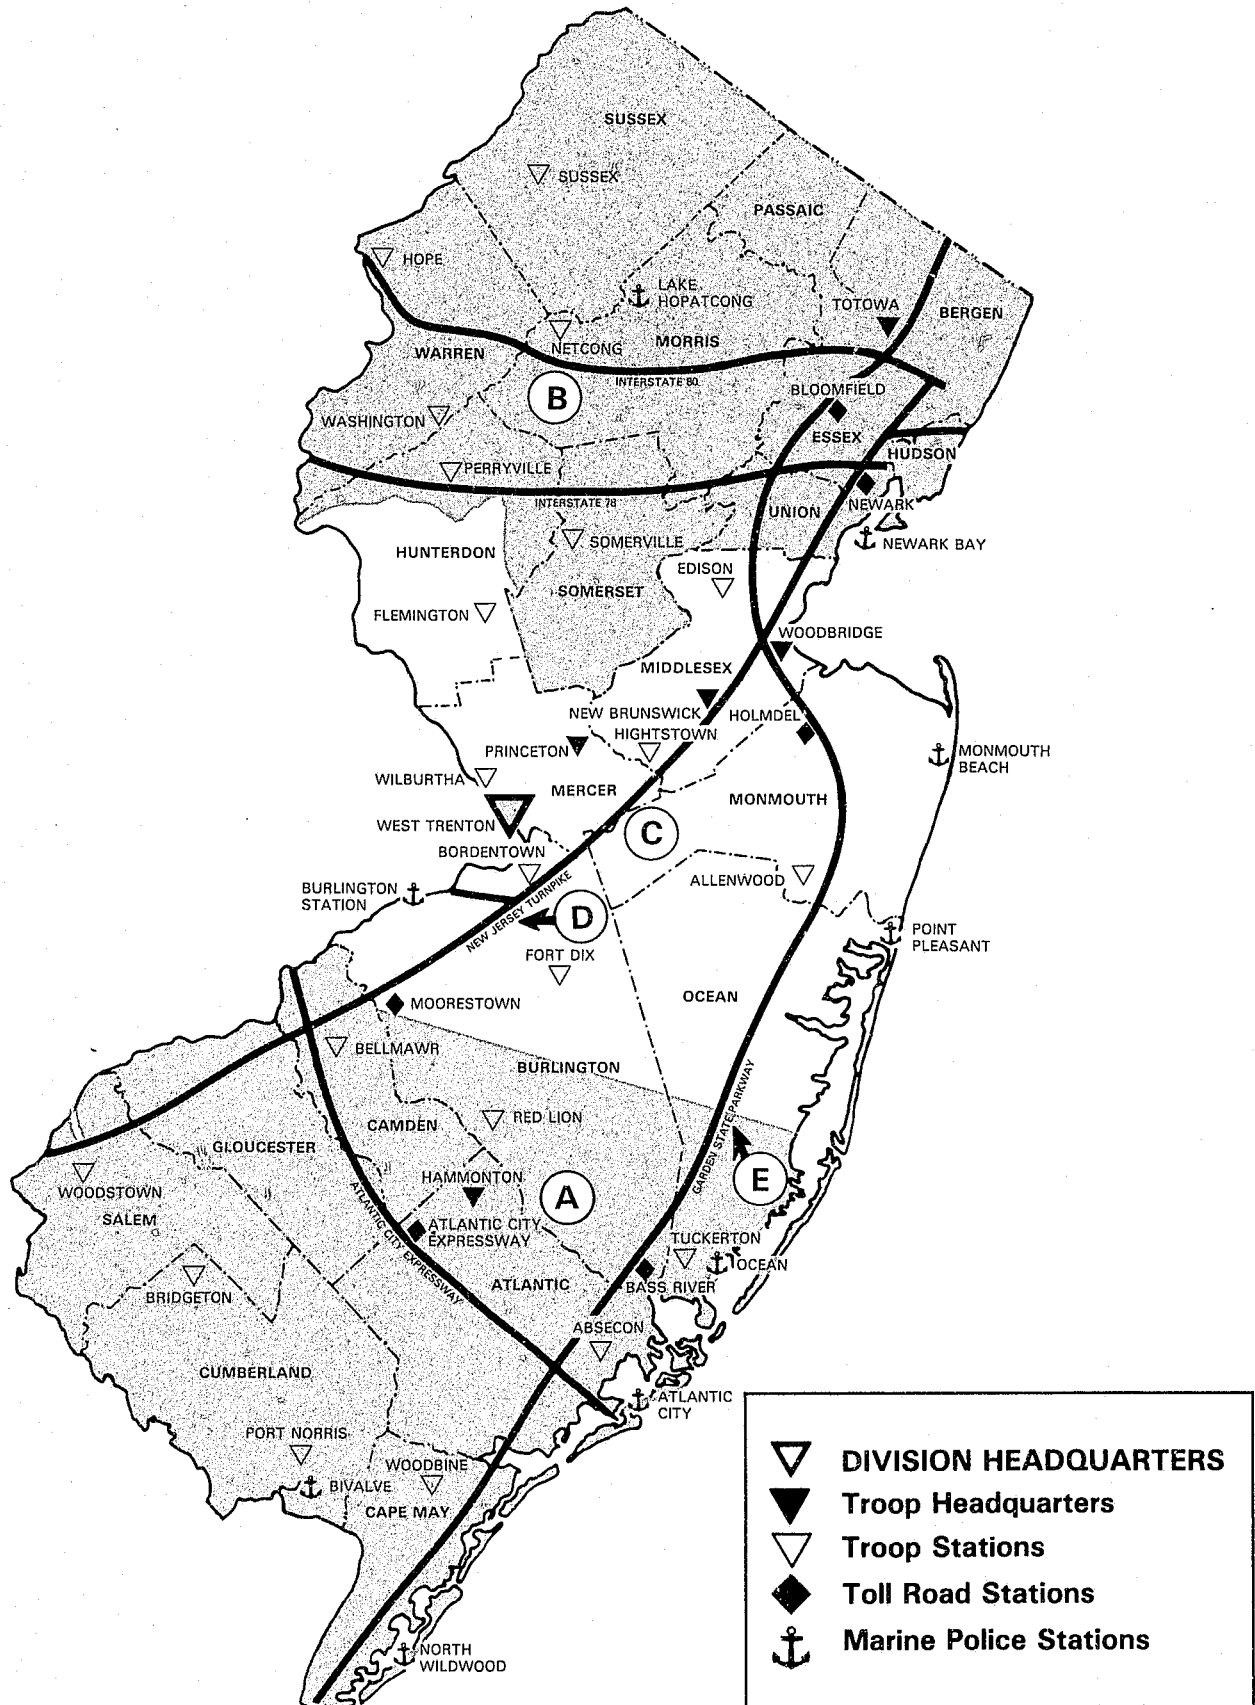 SUSSEX
SUSSEX
PASSAIC
HOPE
LAKE
HOPATCONG
TOTOWA
BERGEN
MORRIS
NETCONG
WARREN
INTERSTATE 80
BLOOMFIELD
B
WASHINGTON
ESSEX
HUDSON
PERRYVILLE
INTERSTATE 78
UNION
NEWARK
SOMERVILLE
NEWARK BAY
HUNTERDON
EDISON
SOMERSET
FLEMINGTON
WOODBRIDGE
MIDDLESEX
NEW BRUNSWICK
HOLMDEL
HIGHTSTOWN
PRINCETON
MONMOUTH
BEACH
WILBURTHA
MERCER
MONMOUTH
WEST TRENTON
C
BORDENTOWN
ALLENWOOD
BURLINGTON
STATION
NEW JERSEY TURNPIKE
D
POINT
PLEASANT
FORT DIX
OCEAN
MOORESTOWN
BELLMAWR
BURLINGTON
GARDEN STATE PARKWAY
RED LION
CAMDEN
GLOUCESTER
HAMMONTON
E
A
WOODSTOWN
SALEM
ATLANTIC CITY EXPRESSWAY
ATLANTIC CITY
EXPRESSWAY
TUCKERTON
OCEAN
BASS RIVER
ATLANTIC
BRIDGETON
ABSECON
CUMBERLAND
ATLANTIC
CITY
PORT NORRIS
WOODBINE
BIVALVE
CAPE MAY
NORTH
WILDWOOD
DIVISION HEADQUARTERS
Troop Headquarters
Troop Stations
Toll Road Stations
Marine Police Stations